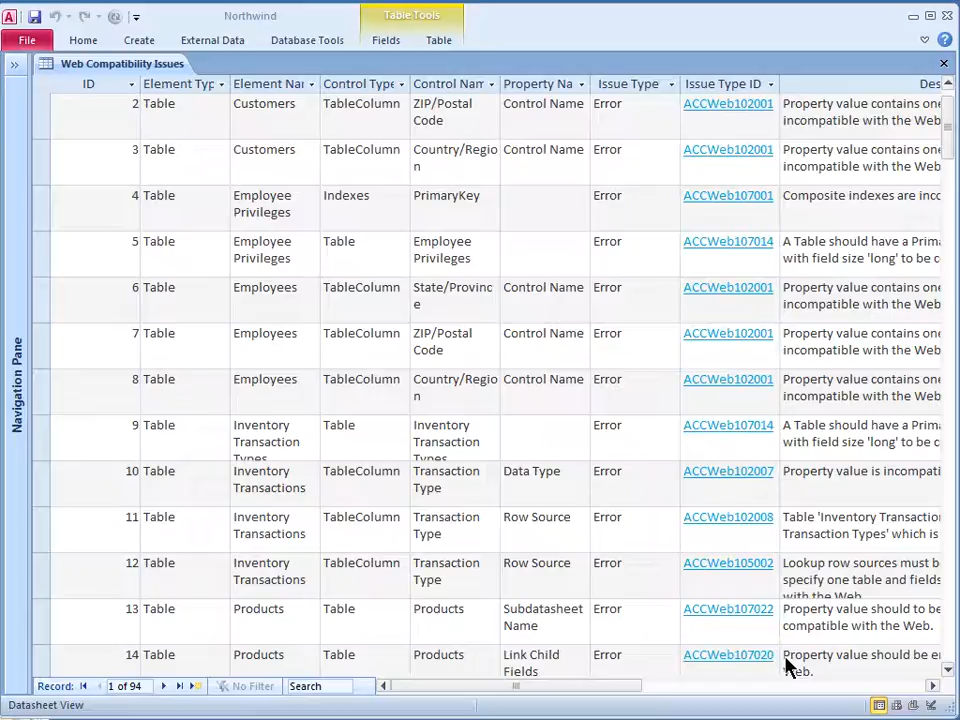 Northwind
Table Tools
File Home Create External Data Database Tools Fields Table
Web Compatibility Issues
ID Element Typ Element Nar Control Type Control Narr Property Na Issue Type Issue Type ID Des
2 Table Customers TableColumn ZIP/Postal Control Name Error ACCWeb102001 Property value contains one
Code incompatible with the Web
3 Table Customers TableColumn Country/Regio Control Name Error ACCWeb102001 Property value contains one
n incompatible with the Web
4 Table Employee Indexes PrimaryKey Error ACCWeb107001 Composite indexes are inco
Privileges
5 Table Employee Table Employee Error ACCWeb107014 A Table should have a Prima
Privileges Privileges with field size 'long' to be c
6 Table Employees TableColumn State/Provinc Control Name Error ACCWeb102001 Property value contains one
e incompatible with the Web
7 Table Employees TableColumn ZIP/Postal Control Name Error ACCWeb102001 Property value contains one
Code incompatible with the Web
8 Table Employees TableColumn Country/Regio Control Name Error ACCWeb102001 Property value contains one
n incompatible with the Web
9 Table Inventory Table Inventory Error ACCWeb107014 A Table should have a Prima
Transaction Transaction with field size 'long' to be c
Types Types
10 Table Inventory TableColumn Transaction Data Type Error ACCWeb102007 Property value is incompati
Transactions Type
11 Table Inventory TableColumn Transaction Row Source Error ACCWeb102008 Table 'Inventory Transaction
Transactions Type Transaction Types' which is
12 Table Inventory TableColumn Transaction Row Source Error ACCWeb105002 Lookup row sources must be
Transactions Type specify one table and fields
with the Web
13 Table Products Table Products Subdatasheet Error ACCWeb107022 Property value should to be
Name compatible with the Web.
14 Table Products Table Products Link Child Error ACCWeb107020 Property value should be e
Fields Web.
Navigation Pane
Record: 1 of 94 No Filter Search
Datasheet View